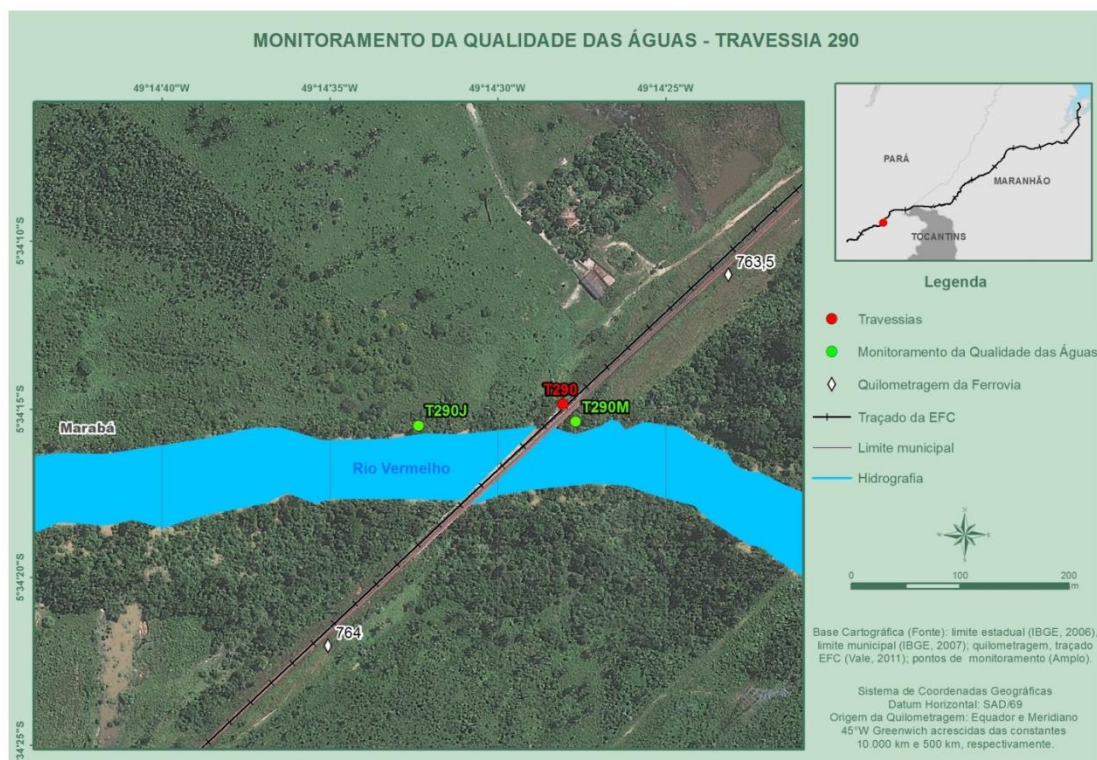 MONITORAMENTO DA QUALIDADE DAS ÁGUAS - TRAVESSIA 290
49°14'40"W
49°14'35"W
49°14'30"W
49°14'25"W
5°34'10"S
5°34'15"S
5°34'20"S
5°34'25"S
763,5
T290
T290J
T290M
Marabá
Rio Vermelho
764
PARÁ
MARANHÃO
TOCANTINS
Legenda
Travessias
Monitoramento da Qualidade das Águas
Quilometragem da Ferrovia
Traçado da EFC
Limite municipal
Hidrografia
0 100 200
m
Base Cartográfica (Fonte): limite estadual (IBGE, 2006),
limite municipal (IBGE, 2007); quilometragem, traçado
EFC (Vale, 2011); pontos de monitoramento (Amplo).
Sistema de Coordenadas Geográficas
Datum Horizontal: SAD/69
Origem da Quilometragem: Equador e Meridiano
45°W Greenwich acrescidas das constantes
10.000 km e 500 km, respectivamente.